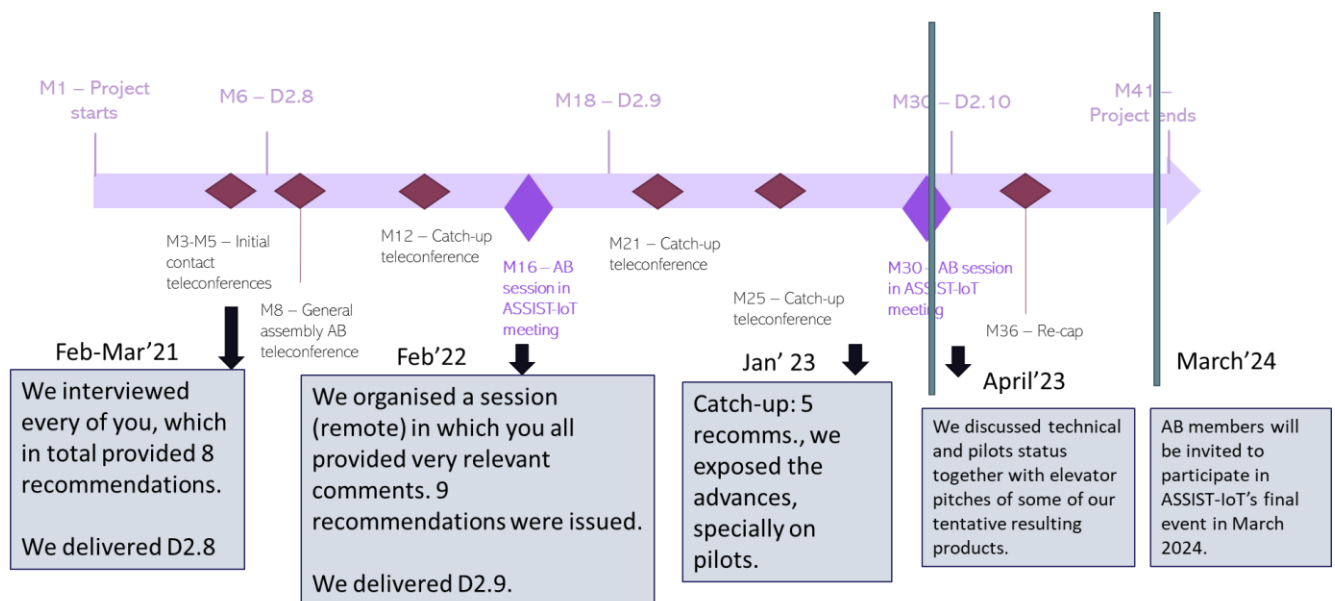 M1 – Project
starts
M6 – D2.8
M18 – D2.9
M30 – D2.10
M41 –
Project ends
M3-M5 – Initial
contact
teleconferences
M8 – General
assembly AB
teleconference
M12 – Catch-up
teleconference
M16 – AB
session in
ASSIST-IoT
meeting
M21 – Catch-up
teleconference
M25 – Catch-up
teleconference
M30 – AB session
in ASSIST-IoT
meeting
M36 – Re-cap
Feb-Mar'21
We interviewed
every of you, which
in total provided 8
recommendations.
We delivered D2.8
Feb'22
We organised a session
(remote) in which you all
provided very relevant
comments. 9
recommendations were issued.
We delivered D2.9.
Jan' 23
Catch-up: 5
recomms., we
exposed the
advances,
specially on
pilots.
April'23
We discussed technical
and pilots status
together with elevator
pitches of some of our
tentative resulting
products.
March'24
AB members will
be invited to
participate in
ASSIST-IoT's final
event in March
2024.